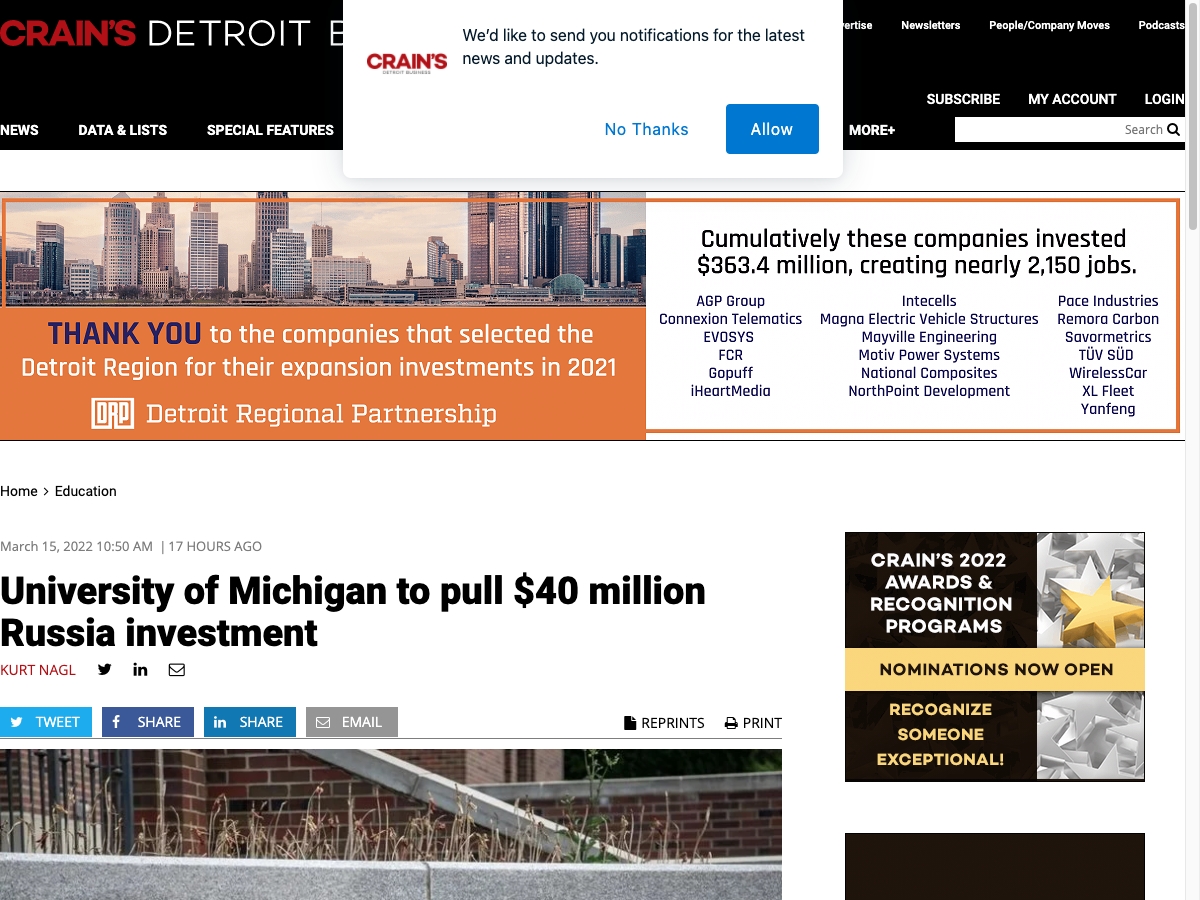 CRAIN'S DETROIT
We'd like to send you notifications for the latest
news and updates.
CRAIN'S
DETROIT BUSINESS
No Thanks
Allow
Newsletters
People/Company Moves
Podcasts
SUBSCRIBE
MY ACCOUNT
LOGIN
NEWS
DATA & LISTS
SPECIAL FEATURES
MORE+
Search
THANK YOU to the companies that selected the
Detroit Region for their expansion investments in 2021
DRP Detroit Regional Partnership
Cumulatively these companies invested
$363.4 million, creating nearly 2,150 jobs.
AGP Group
Connexion Telematics
EVOSYS
FCR
Gopuff
iHeartMedia
Intecells
Magna Electric Vehicle Structures
Mayville Engineering
Motiv Power Systems
National Composites
NorthPoint Development
Pace Industries
Remora Carbon
Savormetrics
TÜV SÜD
WirelessCar
XL Fleet
Yanfeng
Home > Education
March 15, 2022 10:50 AM | 17 HOURS AGO
University of Michigan to pull $40 million
Russia investment
KURT NAGL
TWEET
SHARE
SHARE
EMAIL
REPRINTS
PRINT
CRAIN'S 2022
AWARDS &
RECOGNITION
PROGRAMS
NOMINATIONS NOW OPEN
RECOGNIZE
SOMEONE
EXCEPTIONAL!